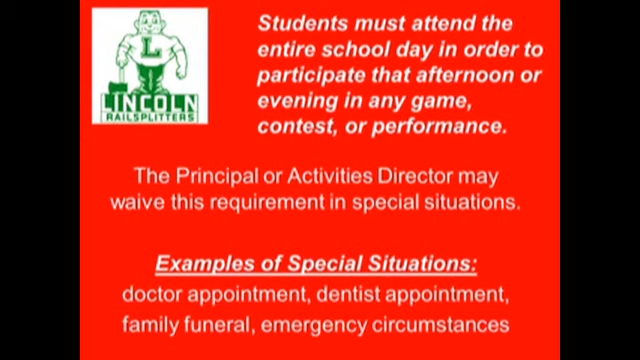 L
LINCOLN
RAILSPLITTERS
Students must attend the
entire school day in order to
participate that afternoon or
evening in any game,
contest, or performance.
The Principal or Activities Director may
waive this requirement in special situations.
Examples of Special Situations:
doctor appointment, dentist appointment,
family funeral, emergency circumstances